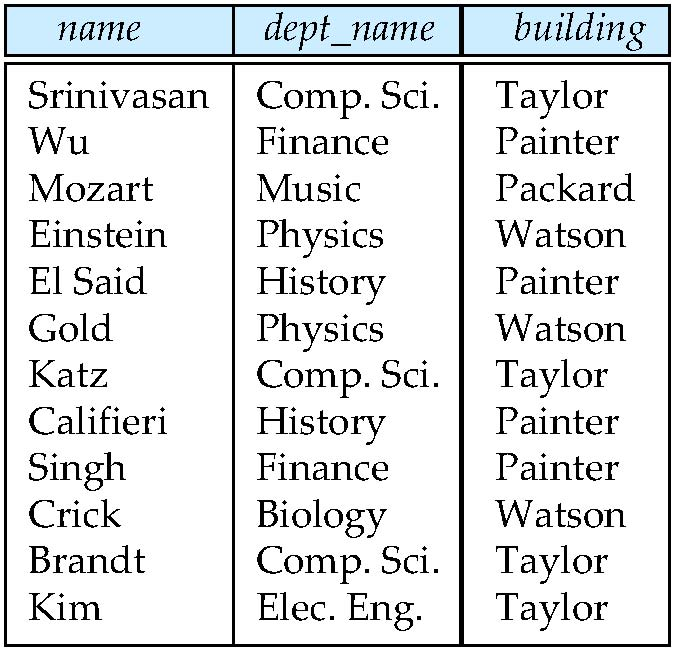 name dept_name building
Srinivasan Comp. Sci. Taylor
Wu Finance Painter
Mozart Music Packard
Einstein Physics Watson
El Said History Painter
Gold Physics Watson
Katz Comp. Sci. Taylor
Califieri History Painter
Singh Finance Painter
Crick Biology Watson
Brandt Comp. Sci. Taylor
Kim Elec. Eng. Taylor